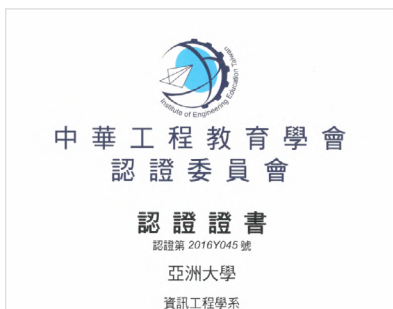 Institute of Engineering Education Taiwan
中華工程教育學會
認證委員會
認證證書
認證第 2016Y045 號
亞洲大學
資訊工程學系